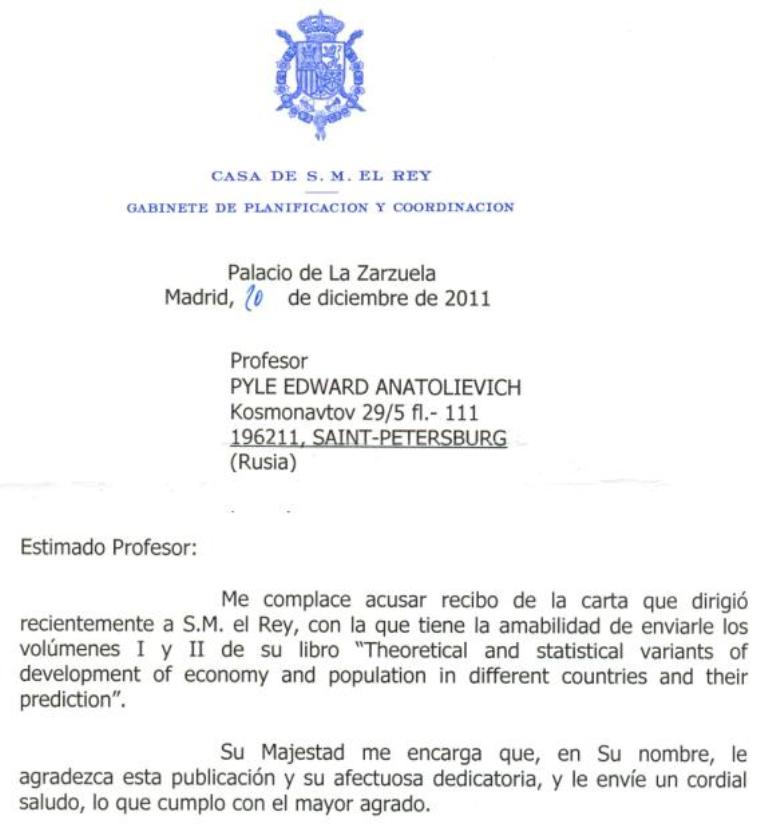 CASA DE S. M. EL REY
GABINETE DE PLANIFICACION Y COORDINACION
Palacio de La Zarzuela
Madrid, 20 de diciembre de 2011
Profesor
PYLE EDWARD ANATOLIEVICH
Kosmonavtov 29/5 fl.- 111
196211, SAINT-PETERSBURG
(Rusia)
Estimado Profesor:
Me complace acusar recibo de la carta que dirigió
recientemente a S.M. el Rey, con la que tiene la amabilidad de enviarle los
volúmenes I y II de su libro “Theoretical and statistical variants of
development of economy and population in different countries and their
prediction”.
Su Majestad me encarga que, en Su nombre, le
agradezca esta publicación y su afectuosa dedicatoria, y le envíe un cordial
saludo, lo que cumplo con el mayor agrado.